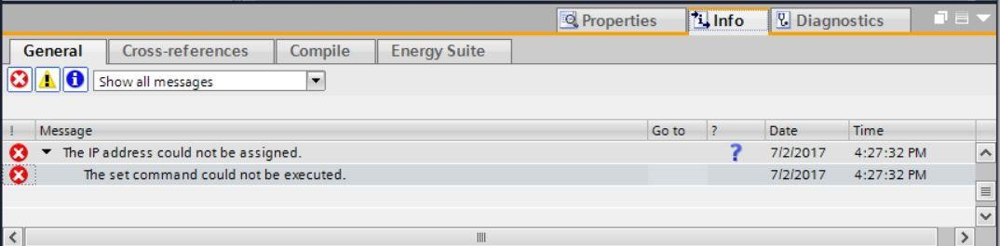 Properties Info Diagnostics
General Cross-references Compile Energy Suite
Show all messages
! Message Go to ? Date Time
The IP address could not be assigned. ? 7/2/2017 4:27:32 PM
The set command could not be executed. 7/2/2017 4:27:32 PM